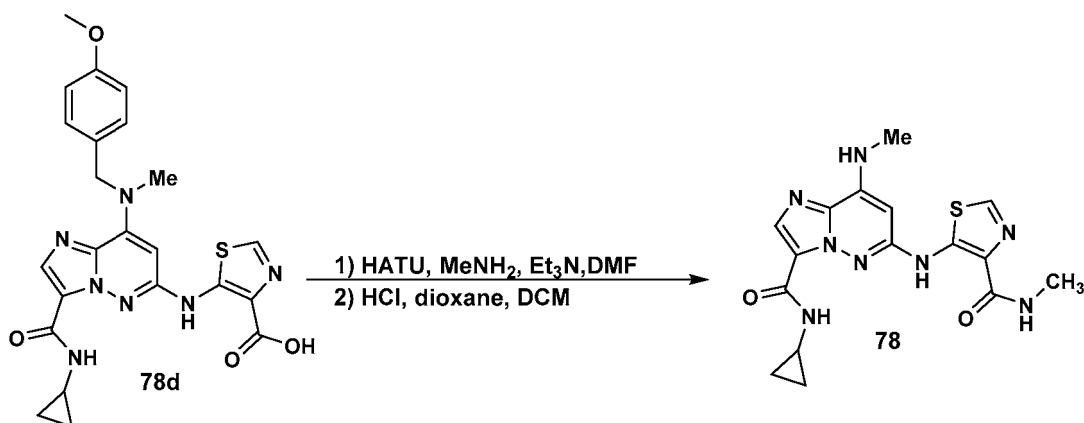 O
N
Me
N
N
N
N
S
N
N
H
O
NH
O
OH
78d
1) HATU, MeNH₂, Et₃N,DMF
2) HCl, dioxane, DCM
HN
Me
N
N
N
S
N
N
H
O
NH
O
N
H
CH₃
78